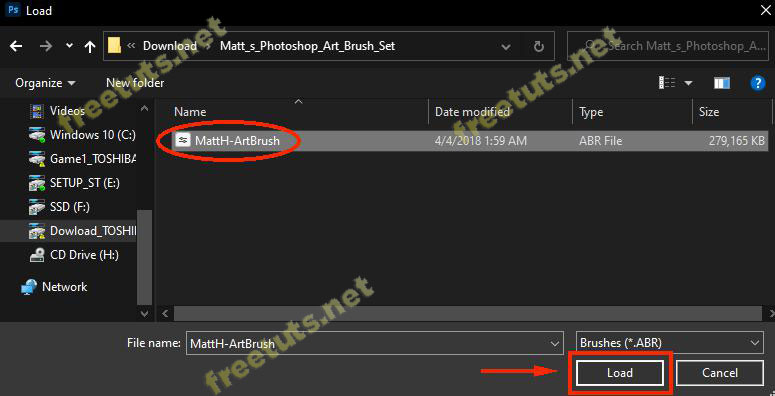 Ps Load
« Download › Matt_s_Photoshop_Art_Brush_Set
Search Matt_s_Photoshop_A...
Organize
New folder
Name
Date modified
Type
Size
Videos
Windows 10 (C:)
Game1_TOSHIBA
SETUP_ST (E:)
SSD (F:)
Dowload_TOSHIB
CD Drive (H:)
Network
MattH-ArtBrush
4/4/2018 1:59 AM
ABR File
279,165 KB
File name:
MattH-ArtBrush
Brushes (*.ABR)
Load
Cancel
freetuts.net
freetuts.net
freetuts.net